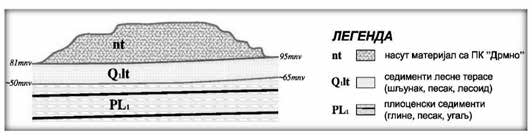 ЛЕГЕНДА
nt
nt
насут материјал са ПК "Дрмно"
81mnv
95mnv
Q₁lt
Q₁lt
седименти лесне терасе
(шљунак, песак, лесоид)
50mnv
65mnv
PL₁
PL₁
плиоценски седименти
(глине, песак, угаљ)